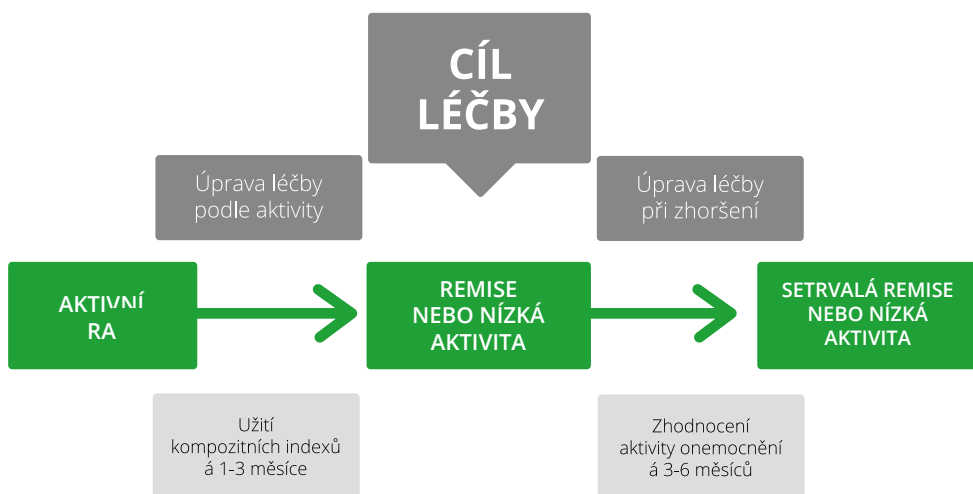 CÍL
LÉČBY
Úprava léčby
podle aktivity
Úprava léčby
při zhoršení
AKTIVNÍ
RA
REMISE
NEBO NÍZKÁ
AKTIVITA
SETRVALÁ REMISE
NEBO NÍZKÁ
AKTIVITA
Užití
kompozitních indexů
á 1-3 měsíce
Zhodnocení
aktivity onemocnění
á 3-6 měsíců